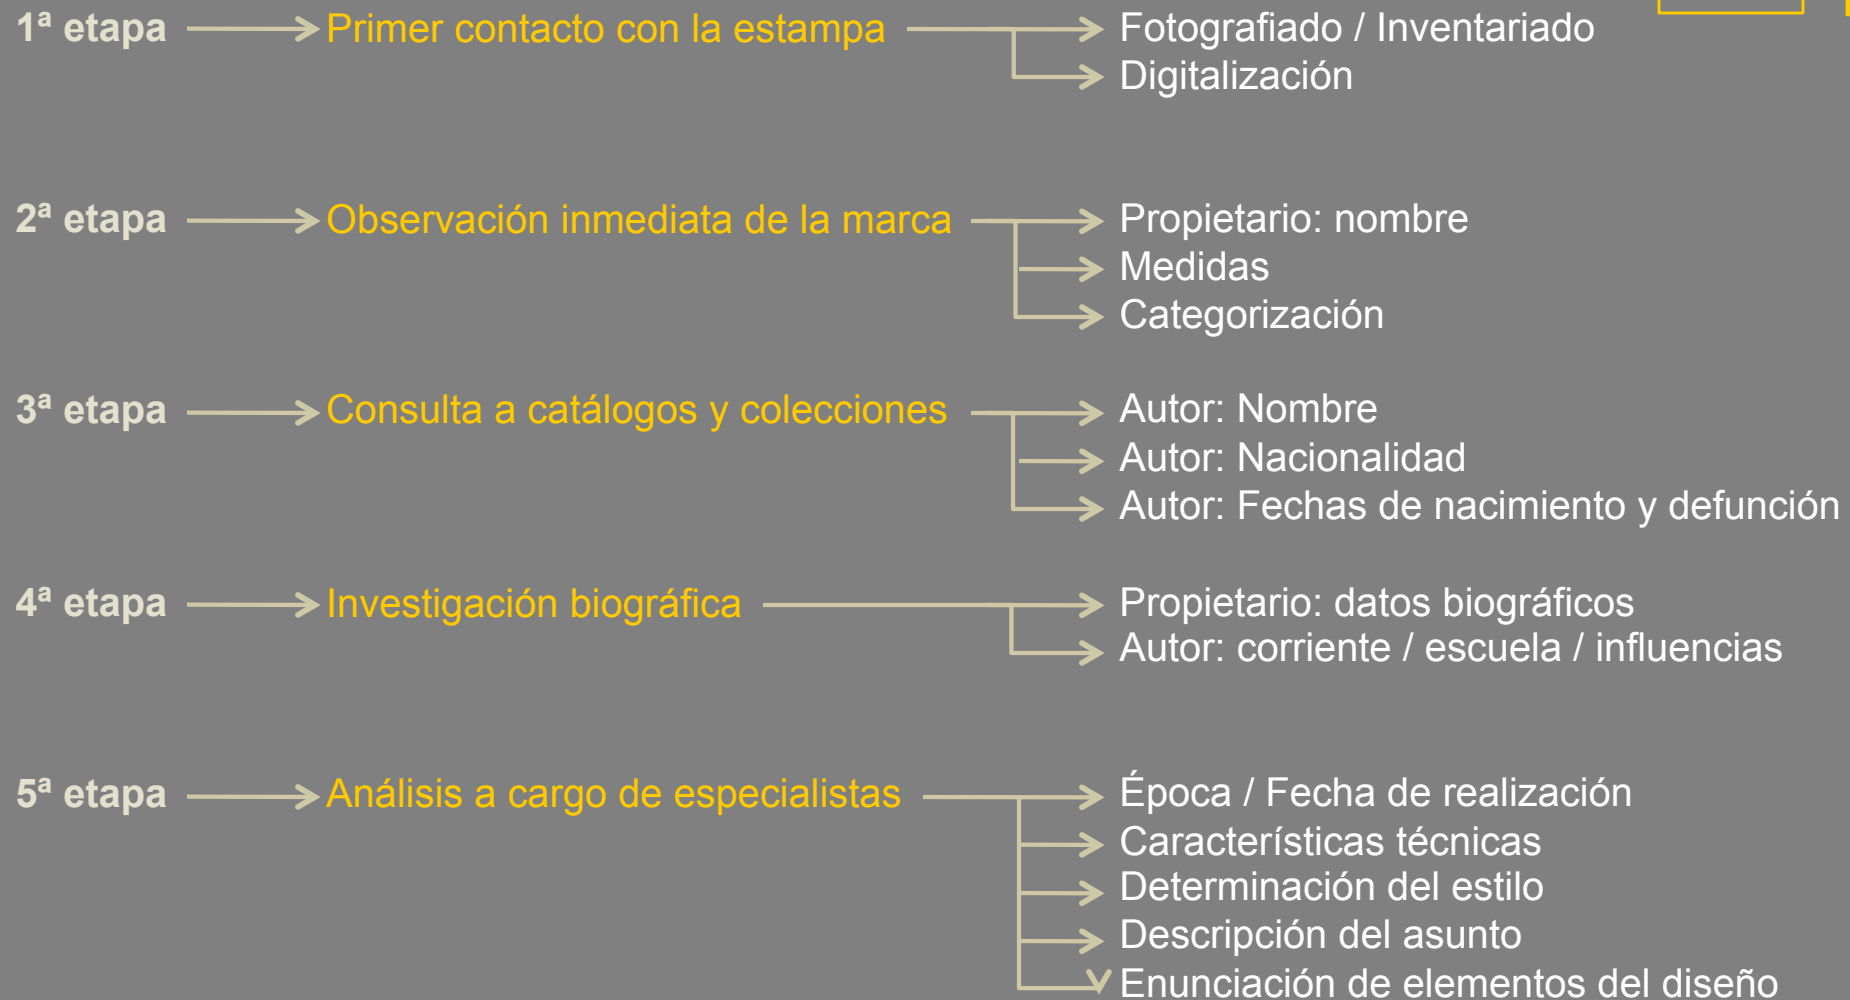 1ª etapa Primer contacto con la estampa Fotografiado / Inventariado
Digitalización
2ª etapa Observación inmediata de la marca Propietario: nombre
Medidas
Categorización
3ª etapa Consulta a catálogos y colecciones Autor: Nombre
Autor: Nacionalidad
Autor: Fechas de nacimiento y defunción
4ª etapa Investigación biográfica Propietario: datos biográficos
Autor: corriente / escuela / influencias
5ª etapa Análisis a cargo de especialistas Época / Fecha de realización
Características técnicas
Determinación del estilo
Descripción del asunto
Enunciación de elementos del diseño